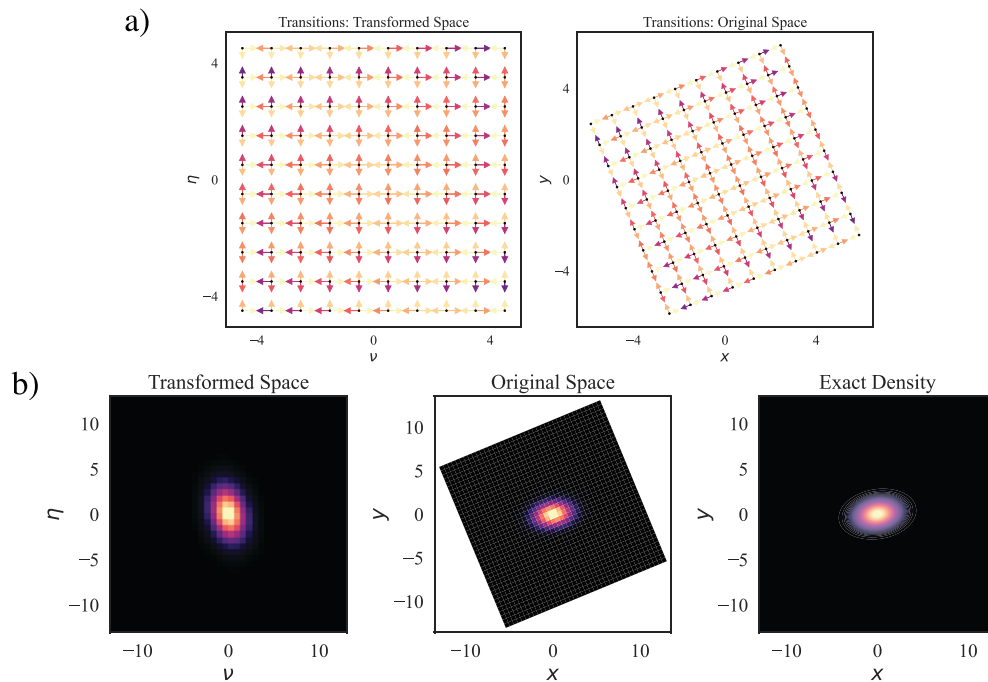 a)
Transitions: Transformed Space
Transitions: Original Space
4
0
−4
η
−4
0
4
ν
4
0
−4
y
−4
0
4
x
b)
Transformed Space
Original Space
Exact Density
10
5
0
−5
−10
η
−10
0
10
ν
10
5
0
−5
−10
y
−10
0
10
x
10
5
0
−5
−10
y
−10
0
10
x